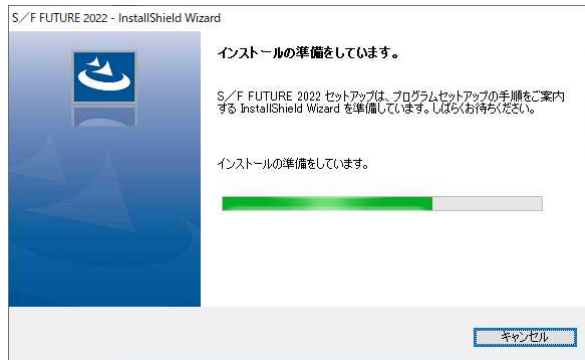 S／F FUTURE 2022 - InstallShield Wizard
インストールの準備をしています。
S／F FUTURE 2022 セットアップは、プログラムセットアップの手順をご案内
する InstallShield Wizard を準備しています。しばらくお待ちください。
インストールの準備をしています。
キャンセル